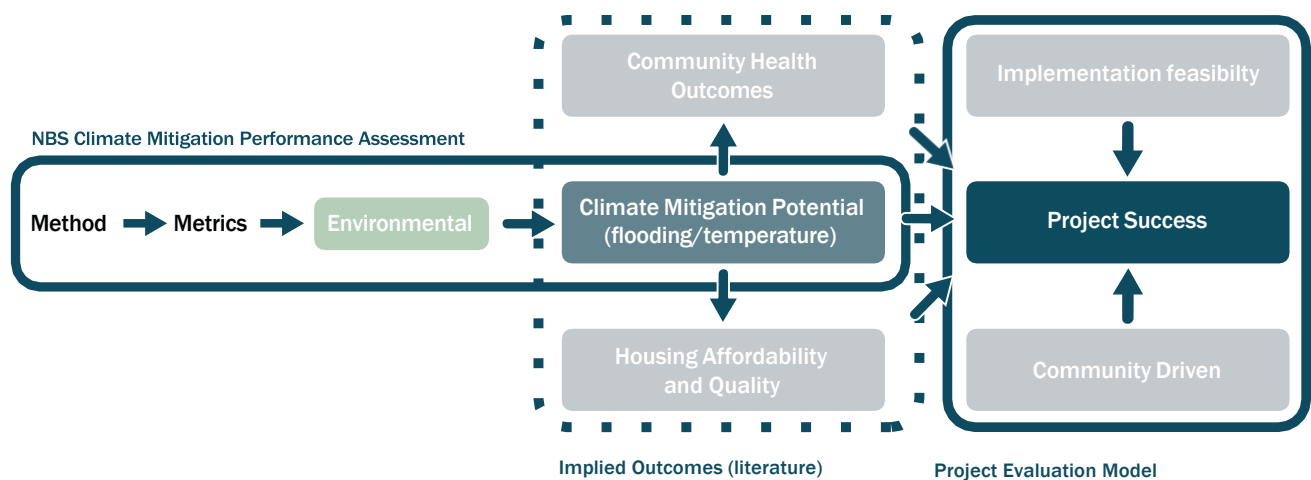 Community Health
Outcomes
Implementation feasibilty
NBS Climate Mitigation Performance Assessment
Method
Metrics
Environmental
Climate Mitigation Potential
(flooding/temperature)
Project Success
Housing Affordability
and Quality
Community Driven
Implied Outcomes (literature)
Project Evaluation Model